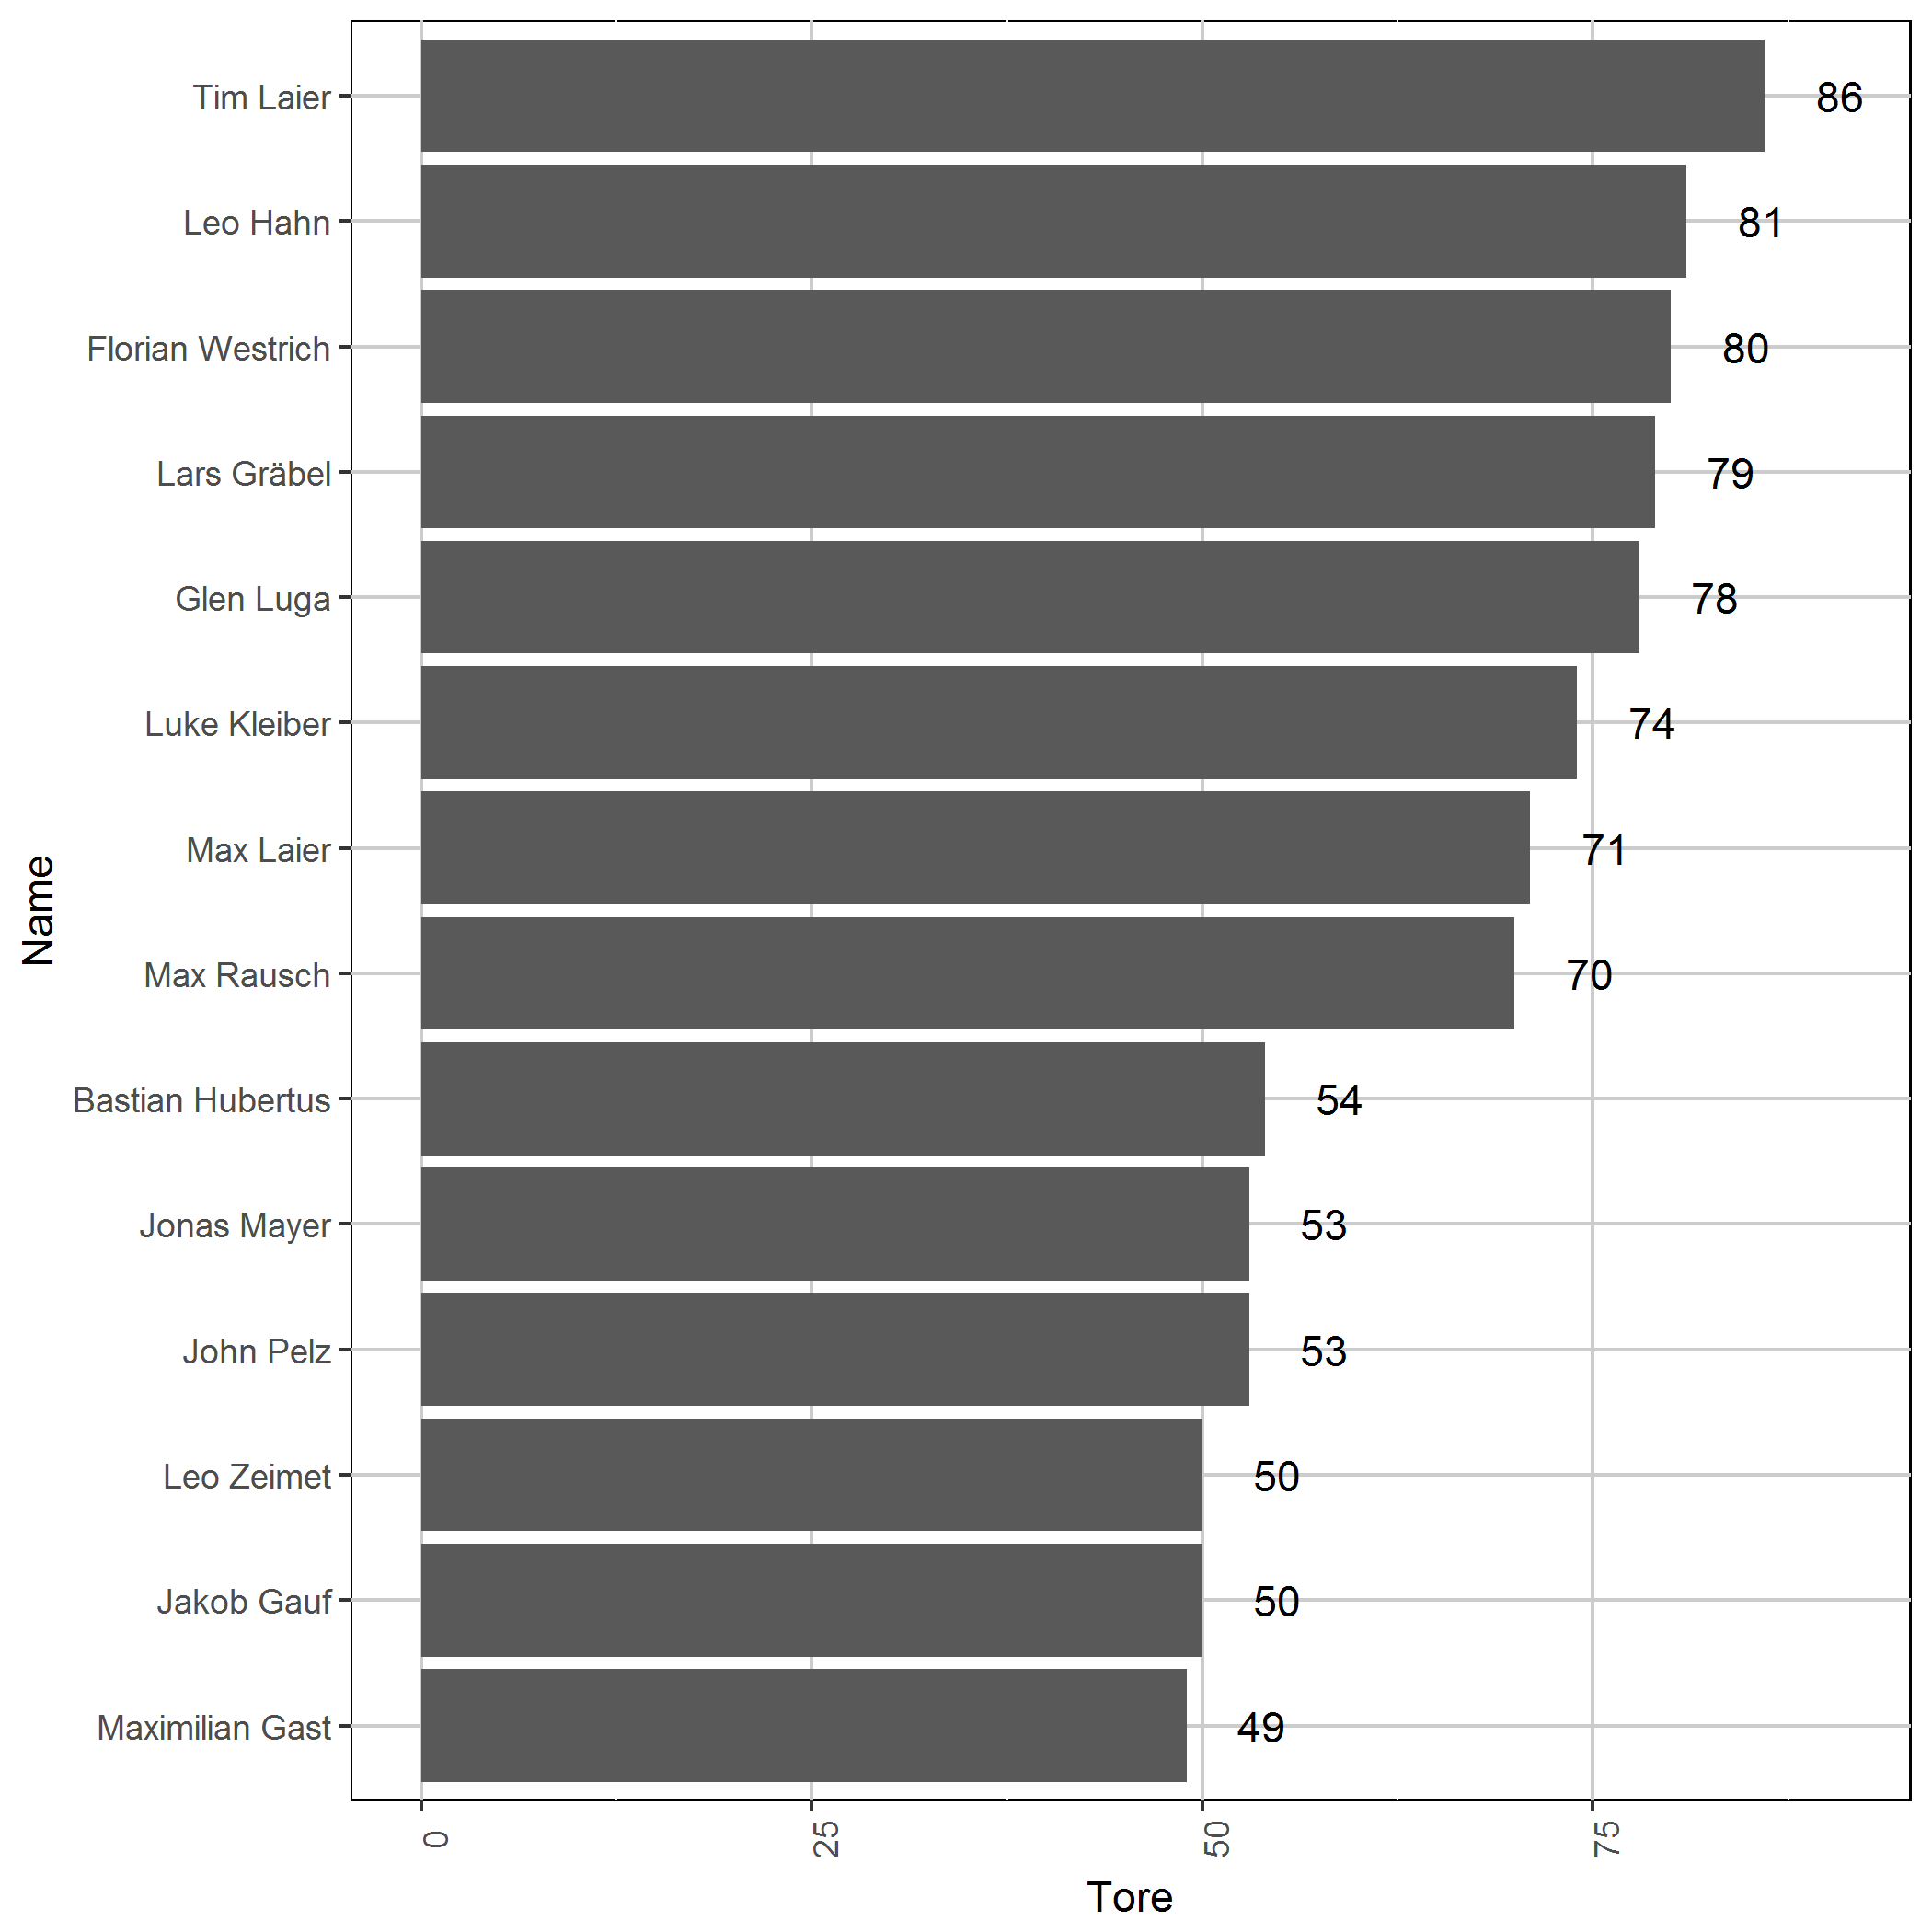 Tim Laier 86
Leo Hahn 81
Florian Westrich 80
Lars Gräbel 79
Glen Luga 78
Luke Kleiber 74
Max Laier 71
Max Rausch 70
Bastian Hubertus 54
Jonas Mayer 53
John Pelz 53
Leo Zeimet 50
Jakob Gauf 50
Maximilian Gast 49
Name
0 25 50 75
Tore